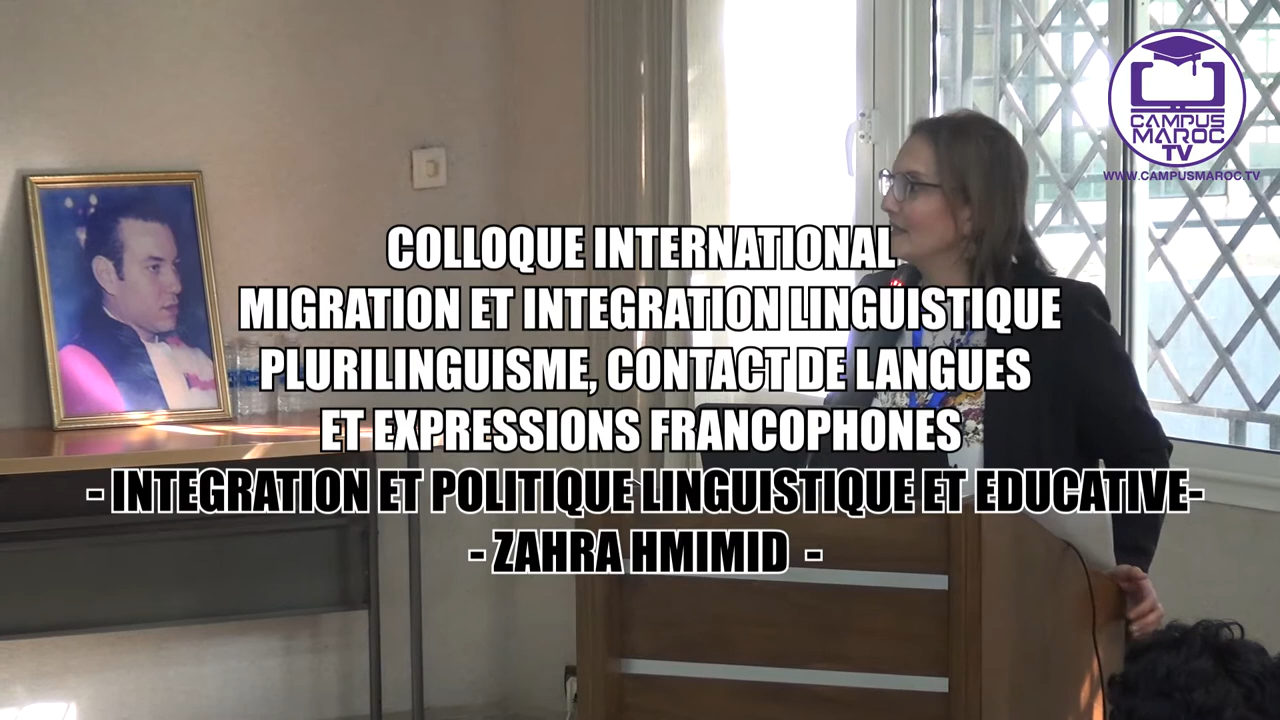 CAMPUS
MAROC
TV
WWW.CAMPUSMAROC.TV
COLLOQUE INTERNATIONAL
MIGRATION ET INTEGRATION LINGUISTIQUE
PLURILINGUISME, CONTACT DE LANGUES
ET EXPRESSIONS FRANCOPHONES
- INTEGRATION ET POLITIQUE LINGUISTIQUE ET EDUCATIVE-
- ZAHRA HMIMID -